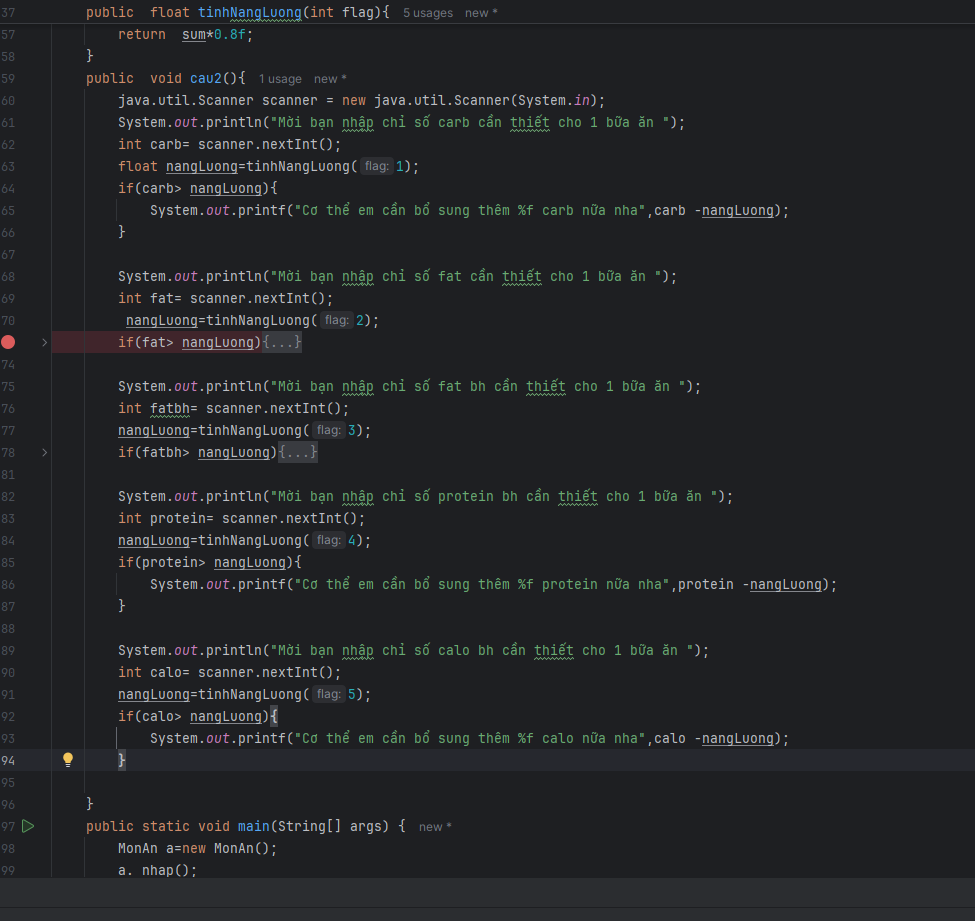 37 public  float tinhNangLuong(int flag){ 5 usages new *
57 return  sum*0.8f;
58 }
59 public  void cau2(){ 1 usage new *
60 java.util.Scanner scanner = new java.util.Scanner(System.in);
61 System.out.println("Mời bạn nhập chỉ số carb cần thiết cho 1 bữa ăn ");
62 int carb= scanner.nextInt();
63 float nangLuong=tinhNangLuong( flag: 1);
64 if(carb> nangLuong){
65 System.out.printf("Cơ thể em cần bổ sung thêm %f carb nữa nha",carb -nangLuong);
66 }
67
68 System.out.println("Mời bạn nhập chỉ số fat cần thiết cho 1 bữa ăn ");
69 int fat= scanner.nextInt();
70 nangLuong=tinhNangLuong( flag: 2);
if(fat> nangLuong){...}
74
75 System.out.println("Mời bạn nhập chỉ số fat bh cần thiết cho 1 bữa ăn ");
76 int fatbh= scanner.nextInt();
77 nangLuong=tinhNangLuong( flag: 3);
78 if(fatbh> nangLuong){...}
81
82 System.out.println("Mời bạn nhập chỉ số protein bh cần thiết cho 1 bữa ăn ");
83 int protein= scanner.nextInt();
84 nangLuong=tinhNangLuong( flag: 4);
85 if(protein> nangLuong){
86 System.out.printf("Cơ thể em cần bổ sung thêm %f protein nữa nha",protein -nangLuong);
87 }
88
89 System.out.println("Mời bạn nhập chỉ số calo bh cần thiết cho 1 bữa ăn ");
90 int calo= scanner.nextInt();
91 nangLuong=tinhNangLuong( flag: 5);
92 if(calo> nangLuong){
93 System.out.printf("Cơ thể em cần bổ sung thêm %f calo nữa nha",calo -nangLuong);
94 }
95
96 }
97 public static void main(String[] args) { new *
98 MonAn a=new MonAn();
99 a. nhap();